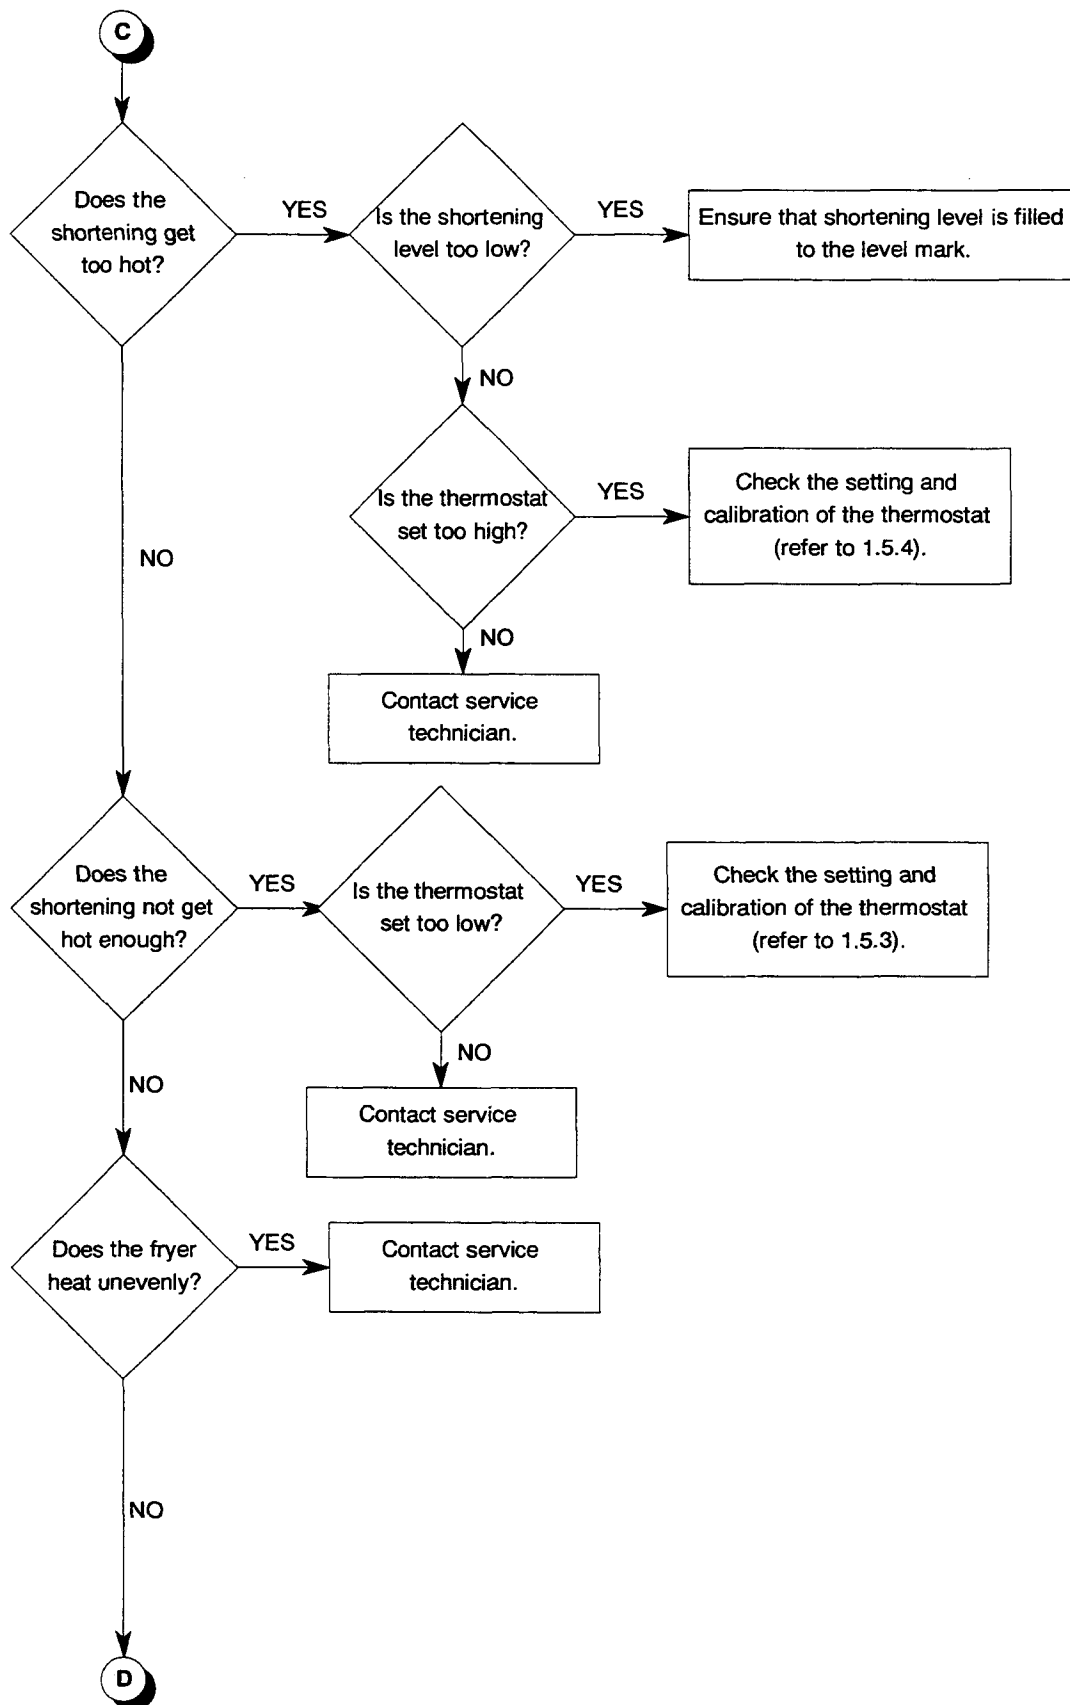 C
Does the
shortening get
too hot?
YES
Is the shortening
level too low?
YES
Ensure that shortening level is filled
to the level mark.
NO
Is the thermostat
set too high?
YES
Check the setting and
calibration of the thermostat
(refer to 1.5.4).
NO
NO
Contact service
technician.
Does the
shortening not get
hot enough?
YES
Is the thermostat
set too low?
YES
Check the setting and
calibration of the thermostat
(refer to 1.5.3).
NO
NO
Contact service
technician.
Does the fryer
heat unevenly?
YES
Contact service
technician.
NO
D